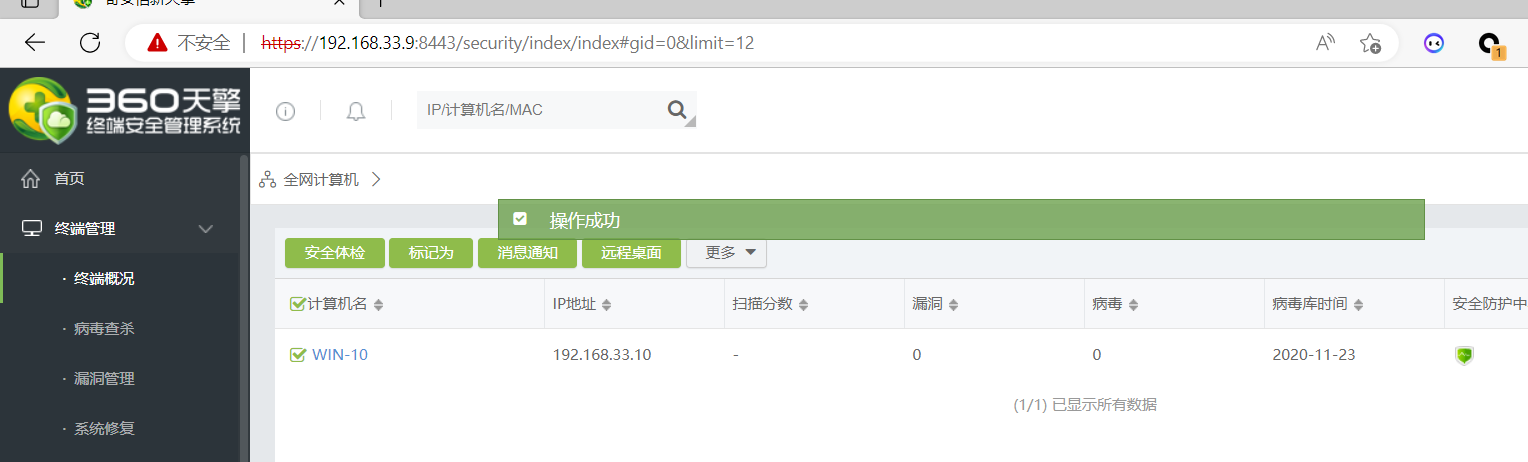 不安全 | https://192.168.33.9:8443/security/index/index#gid=0&limit=12
1
360天擎
终端安全管理系统
IP/计算机名/MAC
首页
全网计算机
终端管理
操作成功
安全体检 标记为 消息通知 远程桌面 更多
终端概况
计算机名 IP地址 扫描分数 漏洞 病毒 病毒库时间 安全防护中
病毒查杀
WIN-10 192.168.33.10 - 0 0 2020-11-23
漏洞管理
(1/1) 已显示所有数据
系统修复